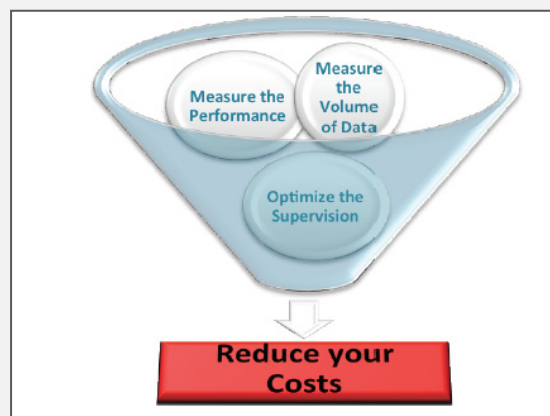 Measure the
Performance
Measure
the
Volume
of Data
Optimize the
Supervision
Reduce your
Costs